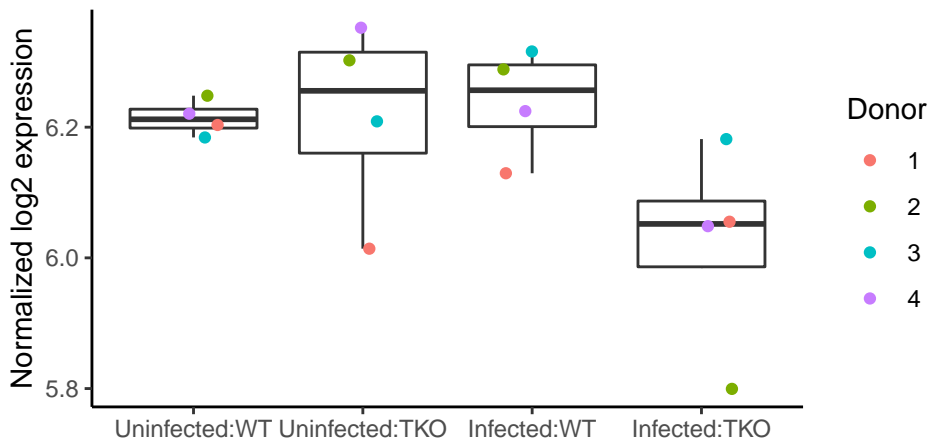 Normalized log2 expression
6.2
6.0
5.8
Uninfected:WT Uninfected:TKO Infected:WT Infected:TKO
Donor
1
2
3
4